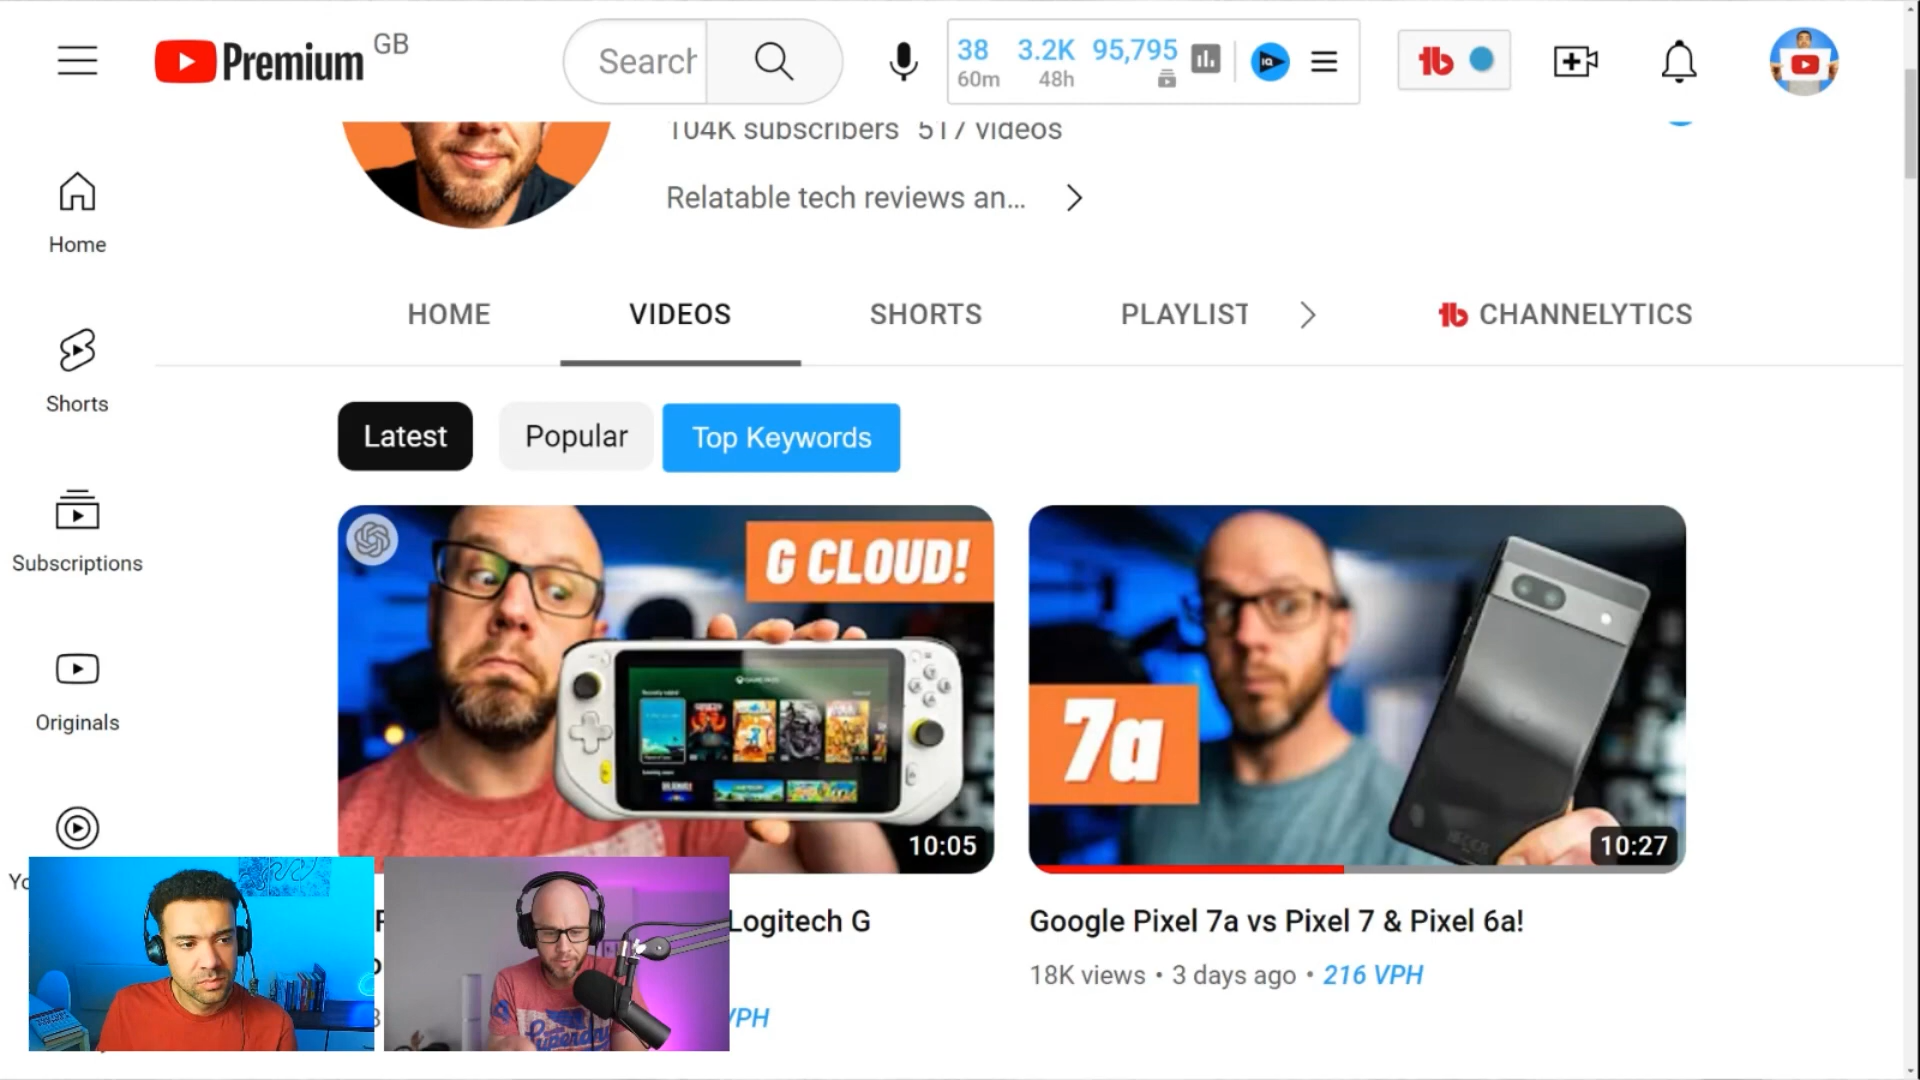 Premium GB
Search
38 3.2K 95,795
60m 48h
104K subscribers 517 videos
Relatable tech reviews an...
Home
Shorts
Subscriptions
Originals
HOME
VIDEOS
SHORTS
PLAYLIST
CHANNELYTICS
Latest
Popular
Top Keywords
G CLOUD!
10:05
7a
10:27
Logitech G
VPH
Google Pixel 7a vs Pixel 7 & Pixel 6a!
18K views • 3 days ago • 216 VPH